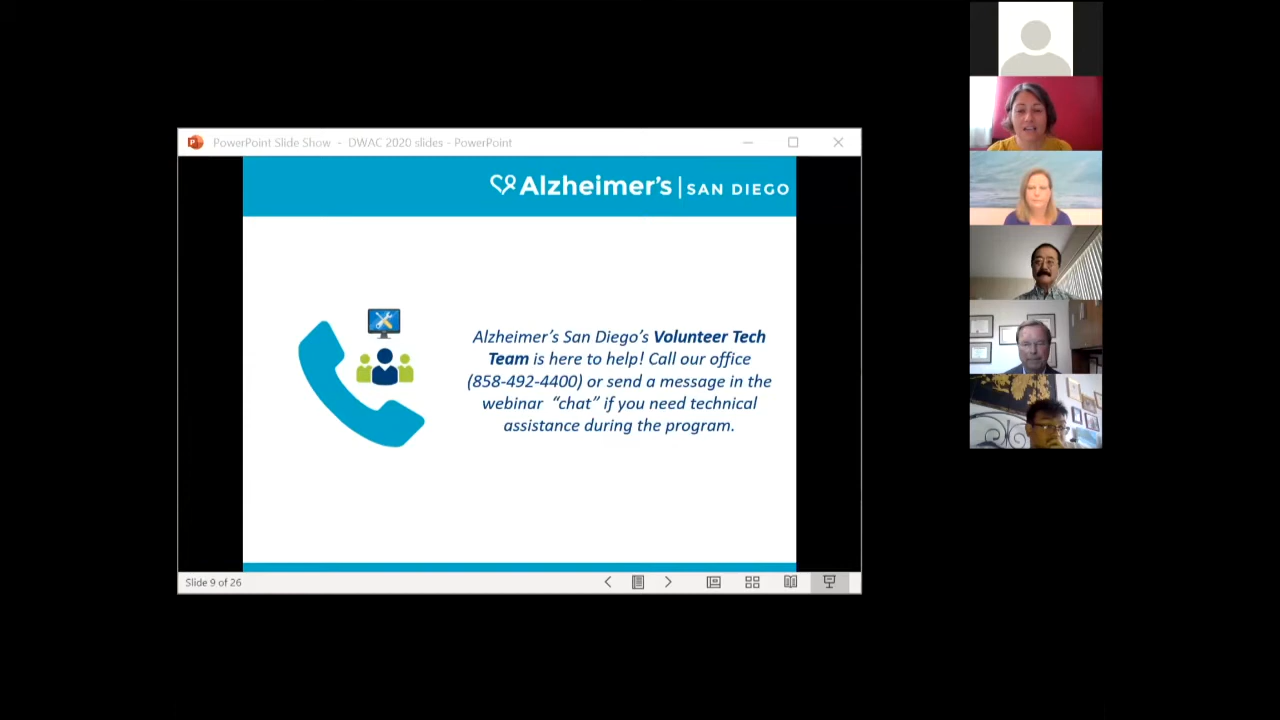 PowerPoint Slide Show - DWAC 2020 slides - PowerPoint
Alzheimer's | SAN DIEGO
Alzheimer's San Diego's Volunteer Tech
Team is here to help! Call our office
(858-492-4400) or send a message in the
webinar "chat" if you need technical
assistance during the program.
Slide 9 of 26